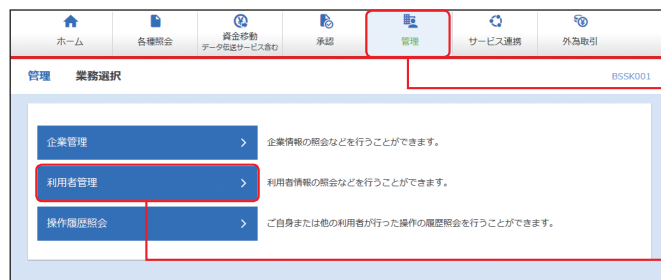 ホーム
各種照会
資金移動
データ伝送サービス含む
承認
管理
サービス連携
外為取引
管理 業務選択
BSSK001
企業管理
企業情報の照会などを行うことができます。
利用者管理
利用者情報の照会などを行うことができます。
操作履歴照会
ご自身または他の利用者が行った操作の履歴照会を行うことができます。